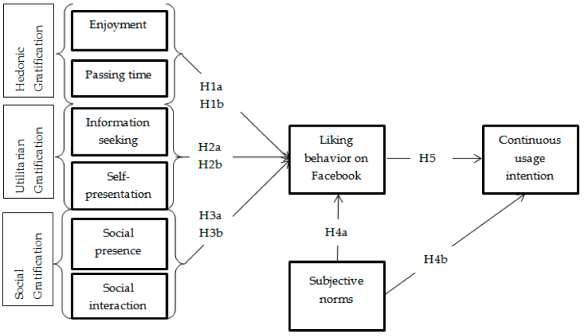 Hedonic
Gratification
Enjoyment
Passing time
H1a
H1b
Utilitarian
Gratification
Information
seeking
Self-
presentation
H2a
H2b
Social
Gratification
Social
presence
Social
interaction
H3a
H3b
Liking
behavior on
Facebook
H5
Continuous
usage
intention
H4a
H4b
Subjective
norms